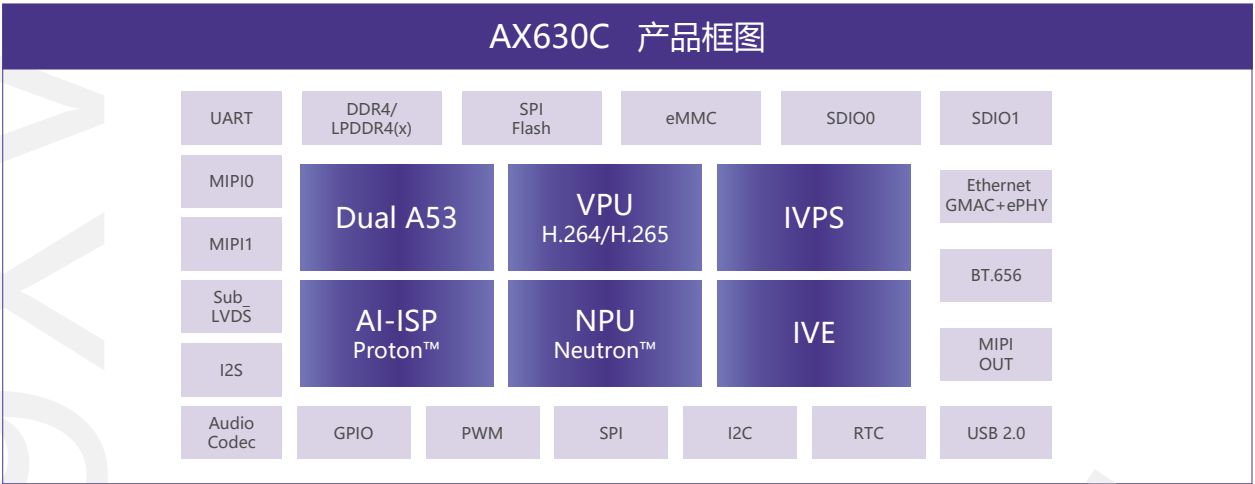 AX630C 产品框图
UART
DDR4/
LPDDR4(x)
SPI
Flash
eMMC
SDIO0
SDIO1
MIPI0
MIPI1
Sub_
LVDS
I2S
Audio
Codec
Dual A53
VPU
H.264/H.265
IVPS
AI-ISP
Proton™
NPU
Neutron™
IVE
Ethernet
GMAC+ePHY
BT.656
MIPI
OUT
GPIO
PWM
SPI
I2C
RTC
USB 2.0